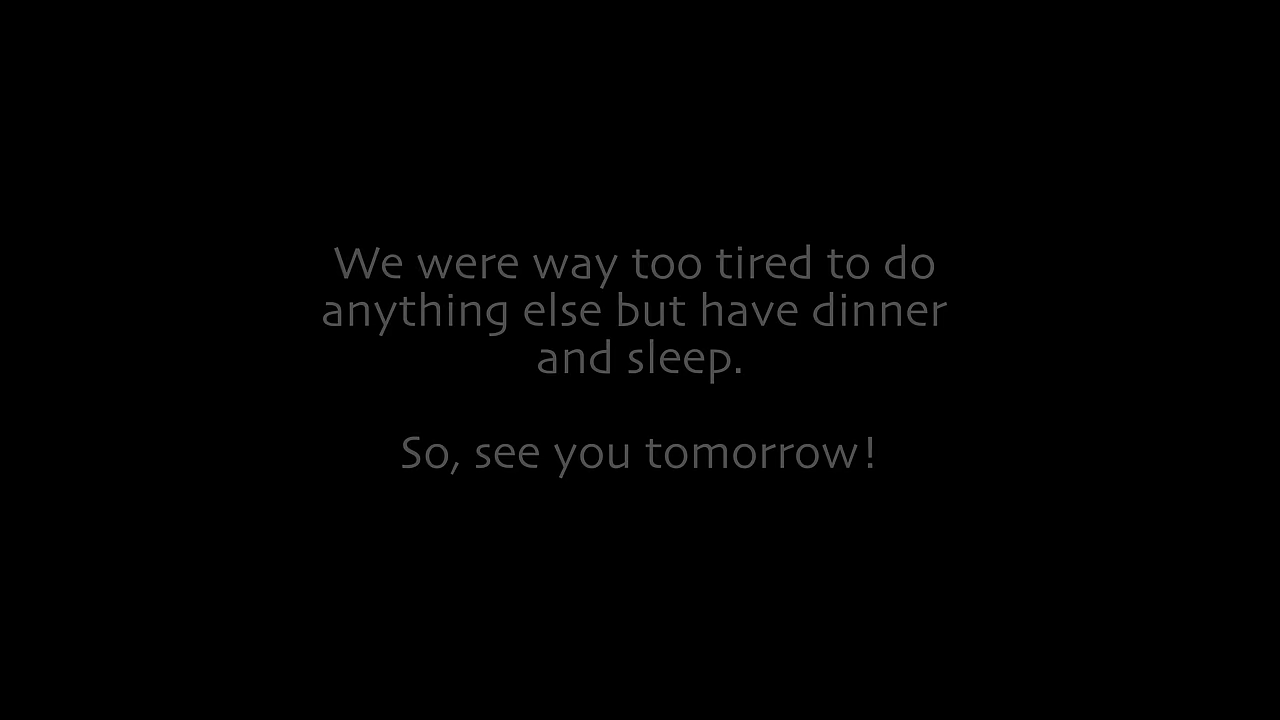 We were way too tired to do
anything else but have dinner
and sleep.
So, see you tomorrow!